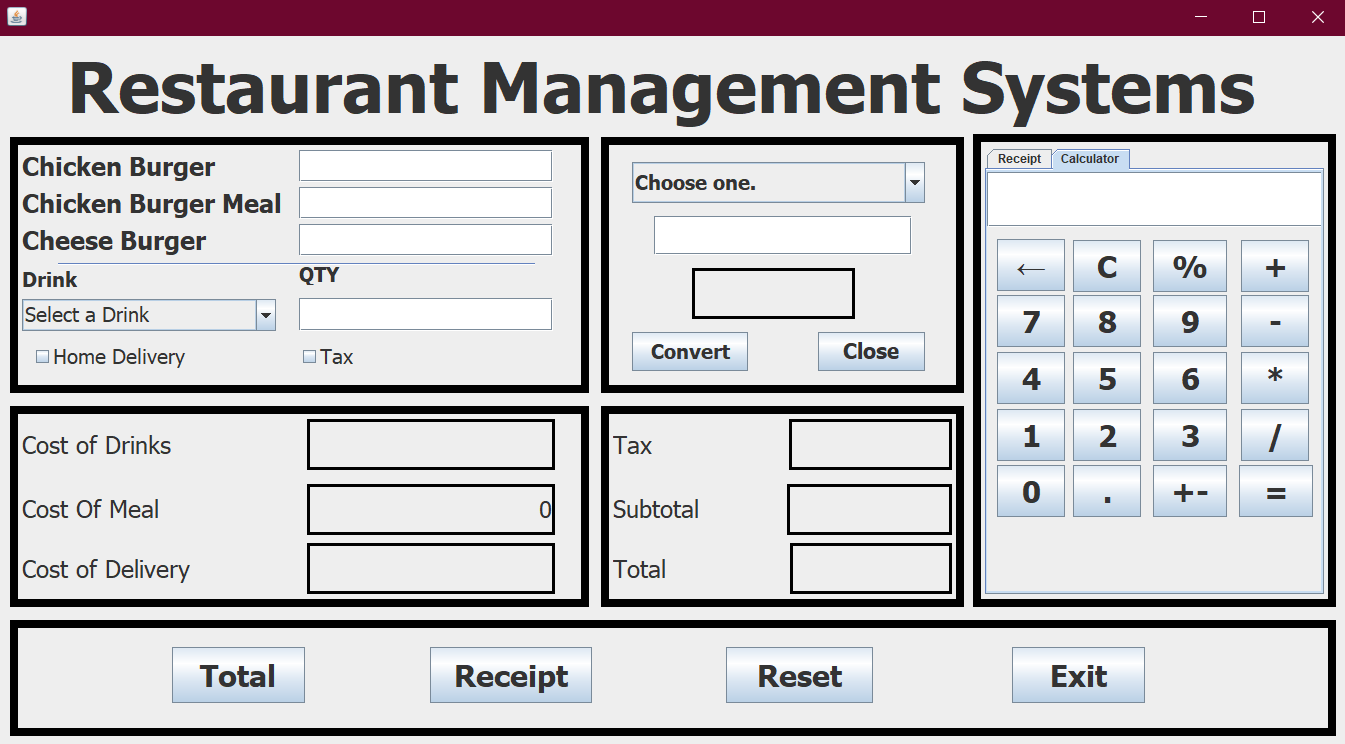 Restaurant Management Systems
Chicken Burger
Chicken Burger Meal
Cheese Burger
Drink
QTY
Select a Drink
Home Delivery
Tax
Choose one.
Convert
Close
Receipt
Calculator
← C % +
7 8 9 -
4 5 6 *
1 2 3 /
0 . +- =
Cost of Drinks
Cost Of Meal
0
Cost of Delivery
Tax
Subtotal
Total
Total
Receipt
Reset
Exit